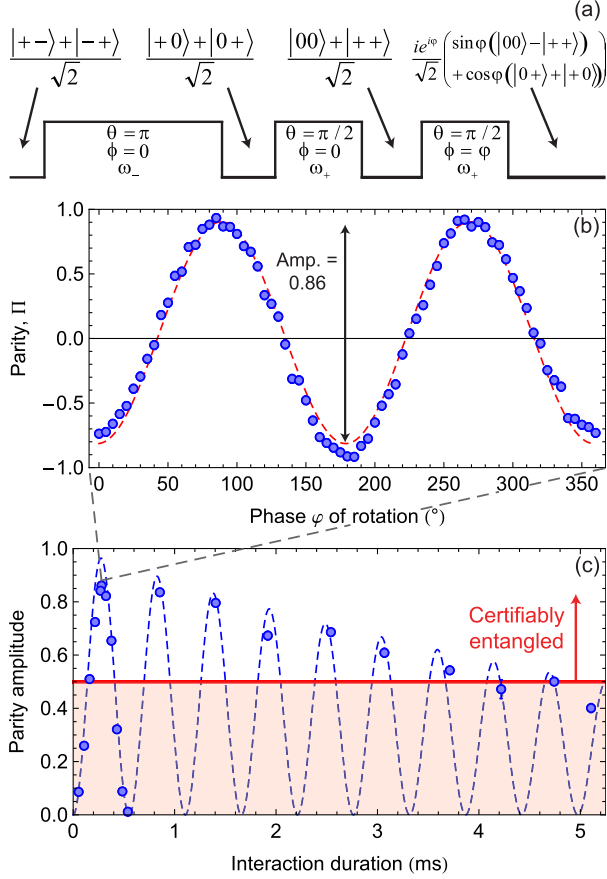 (a)
|+−⟩+|−+⟩ / √2
|+0⟩+|0+⟩ / √2
|00⟩+|++⟩ / √2
ie^{iφ} / √2 ( sinφ(|00⟩−|++⟩) + cosφ(|0+⟩+|+0⟩) )
θ = π
ϕ = 0
ω₋
θ = π/2
ϕ = 0
ω₊
θ = π/2
ϕ = φ
ω₊
(b)
Parity, Π
1.0
0.5
0.0
−0.5
−1.0
Amp. =
0.86
0 50 100 150 200 250 300 350
Phase φ of rotation (°)
(c)
Parity amplitude
1.0
0.8
0.6
0.4
0.2
0.0
Certifiably
entangled
0 1 2 3 4 5
Interaction duration (ms)